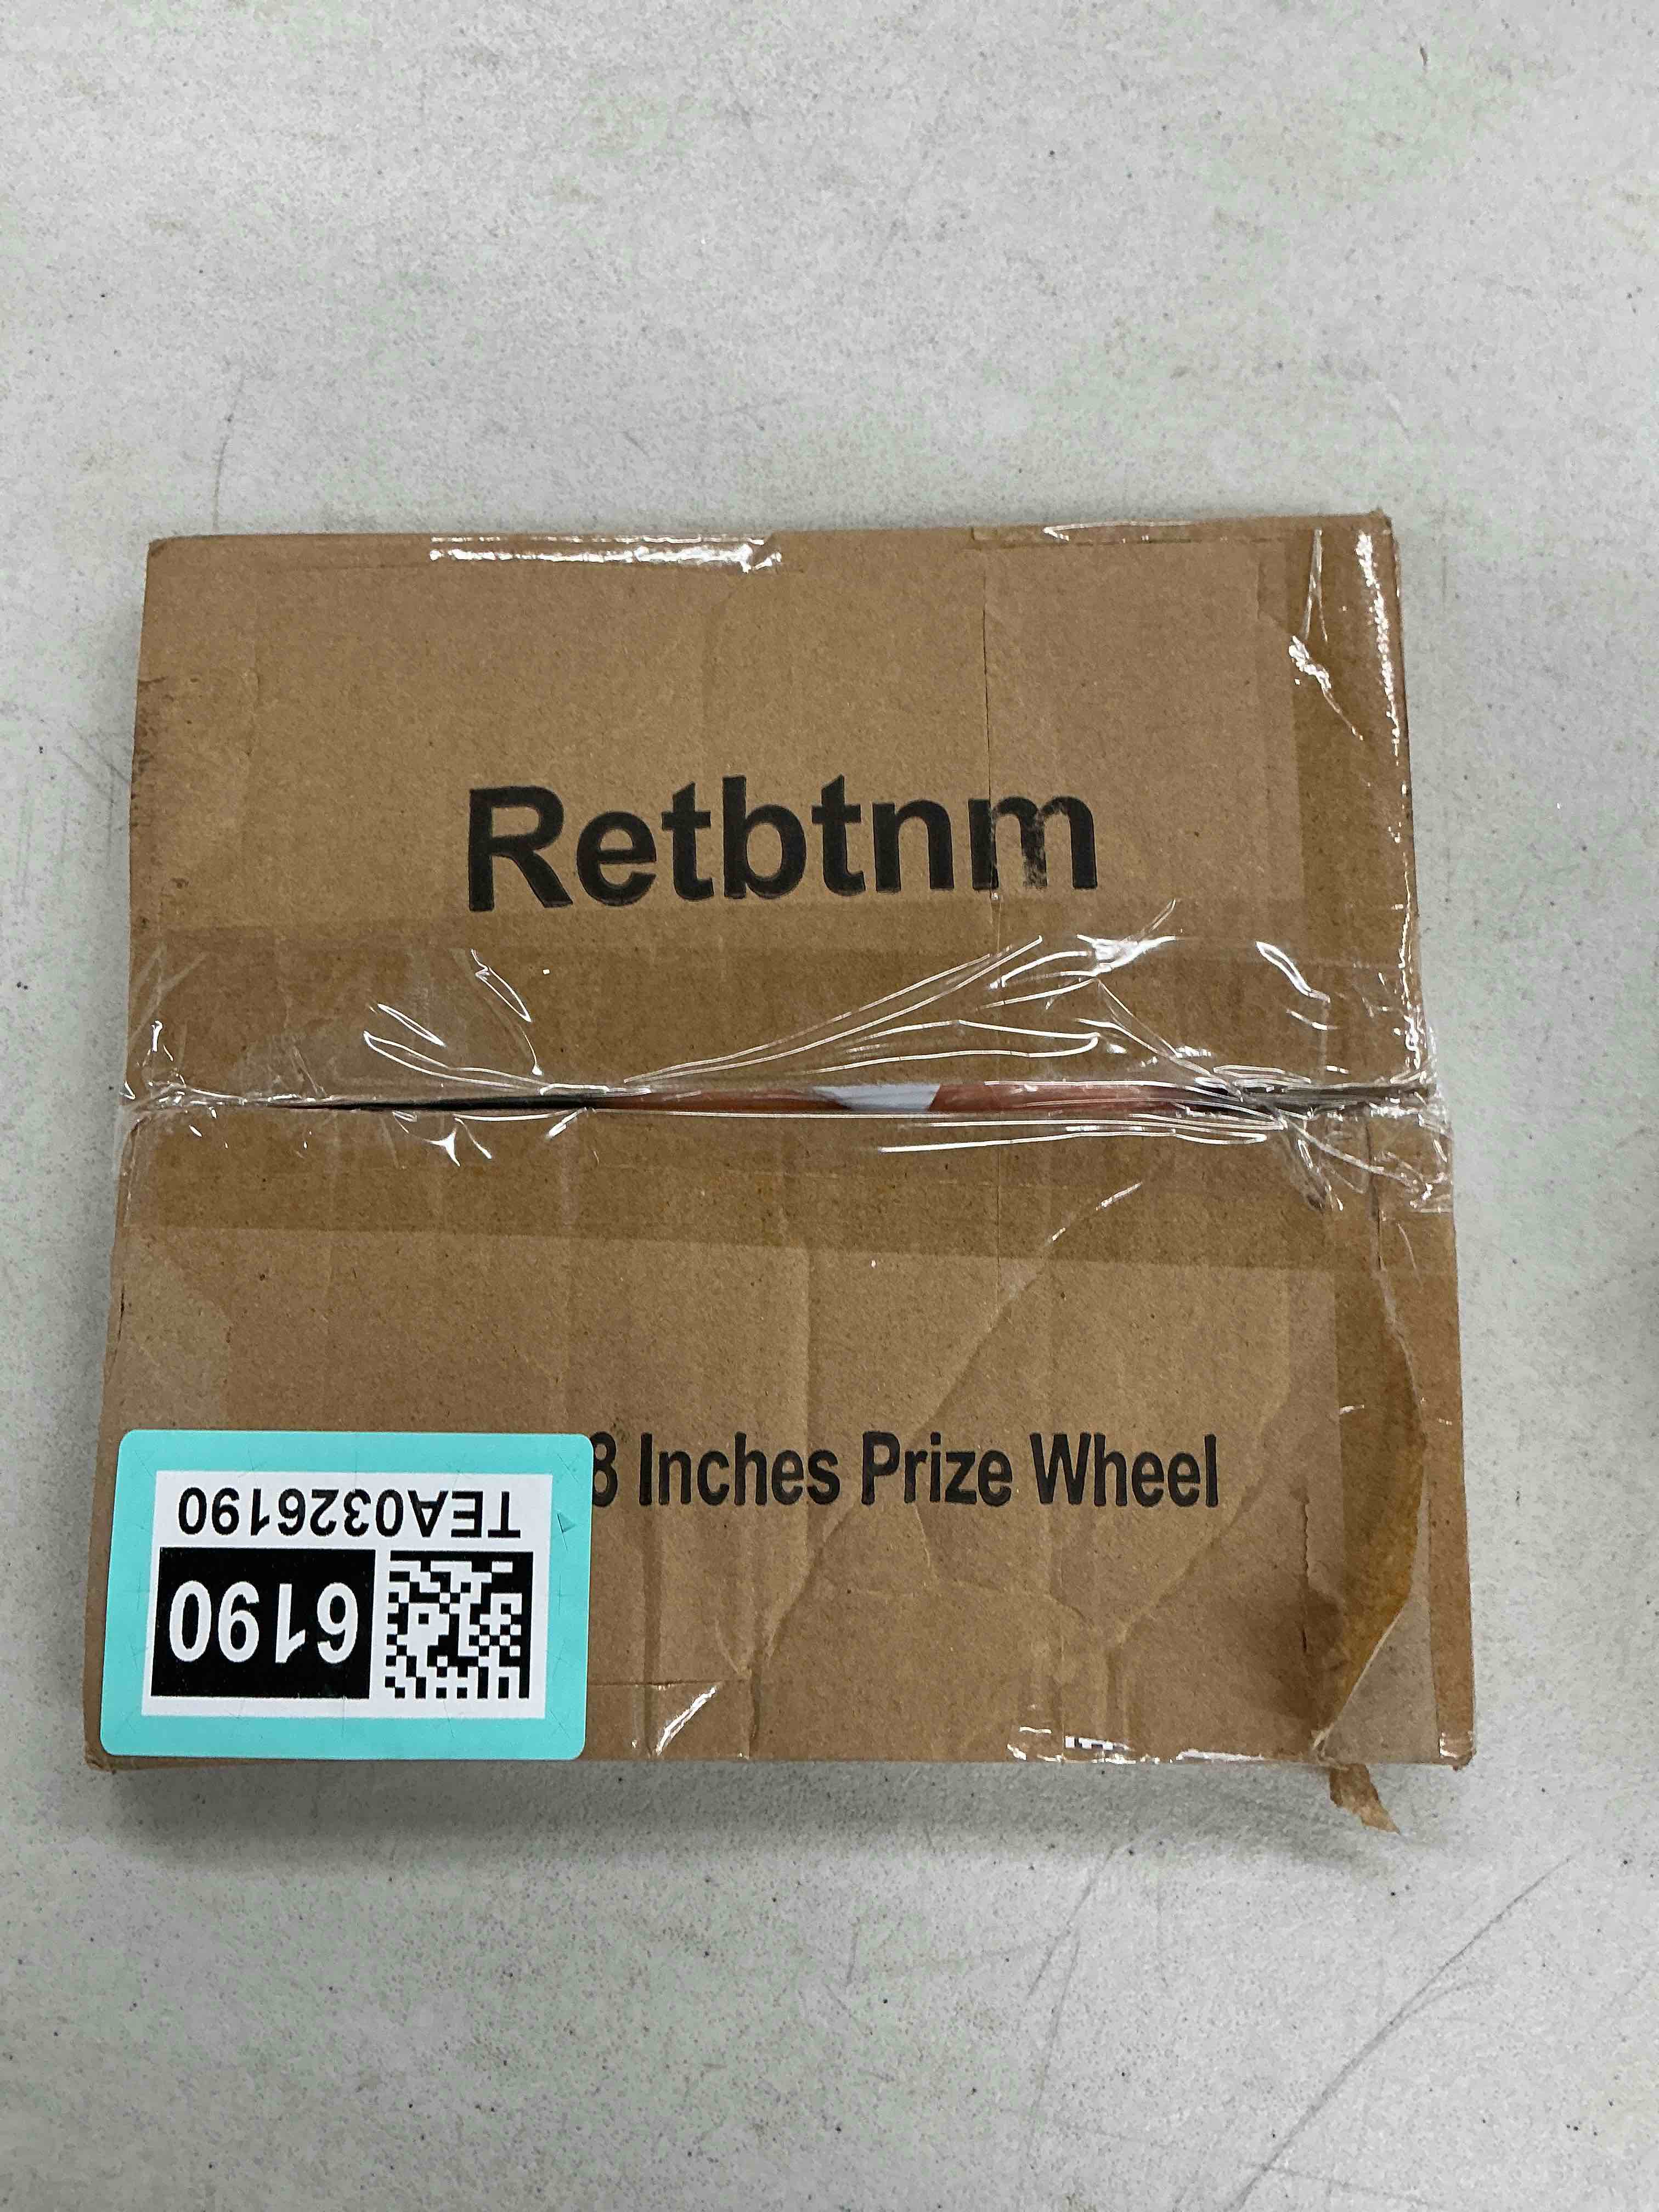 Retbtnm
8 Inches Prize Wheel
TEA0326190
6190